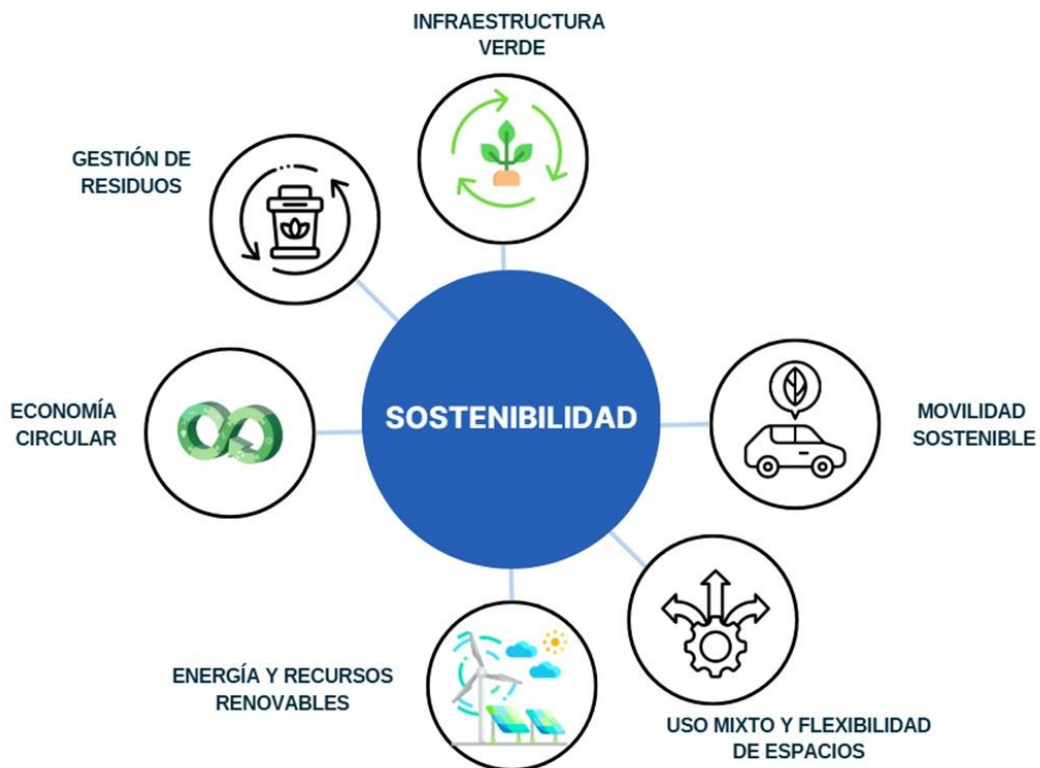 INFRAESTRUCTURA
VERDE
GESTIÓN DE
RESIDUOS
ECONOMÍA
CIRCULAR
SOSTENIBILIDAD
MOVILIDAD
SOSTENIBLE
ENERGÍA Y RECURSOS
RENOVABLES
USO MIXTO Y FLEXIBILIDAD
DE ESPACIOS